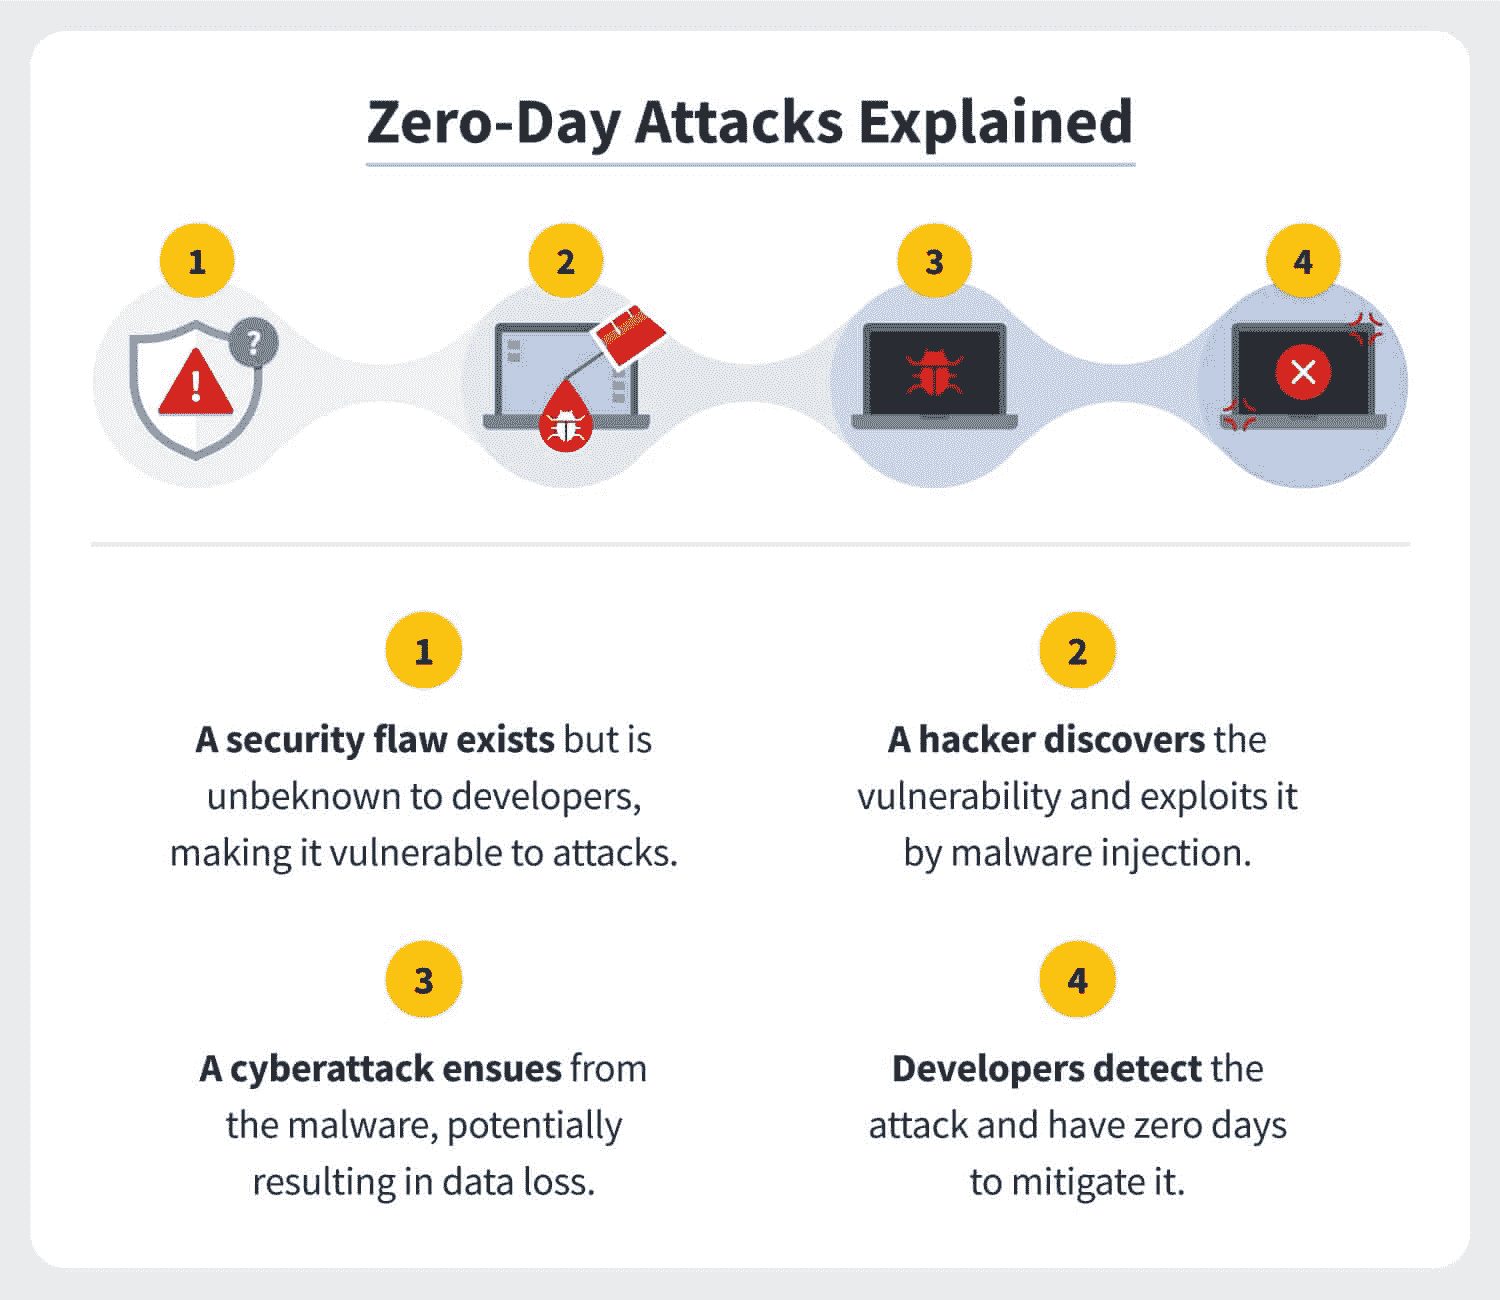 Zero-Day Attacks Explained
1
2
3
4
?
!
1
A security flaw exists but is
unbeknown to developers,
making it vulnerable to attacks.
2
A hacker discovers the
vulnerability and exploits it
by malware injection.
3
A cyberattack ensues from
the malware, potentially
resulting in data loss.
4
Developers detect the
attack and have zero days
to mitigate it.